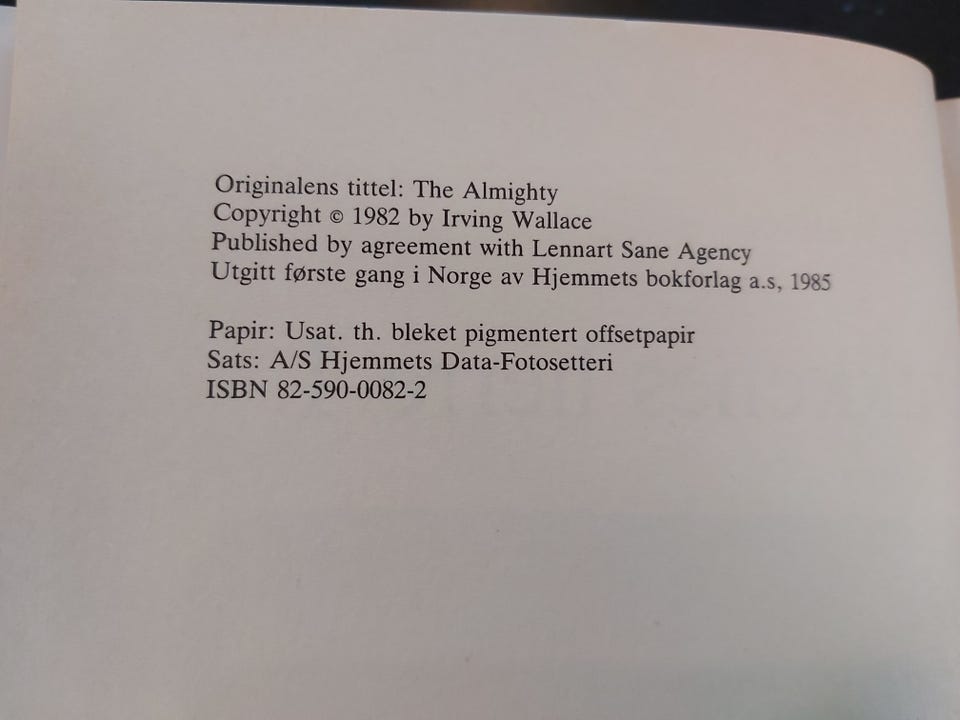 Originalens tittel: The Almighty
Copyright © 1982 by Irving Wallace
Published by agreement with Lennart Sane Agency
Utgitt første gang i Norge av Hjemmets bokforlag a.s, 1985
Papir: Usat. th. bleket pigmentert offsetpapir
Sats: A/S Hjemmets Data-Fotosetteri
ISBN 82-590-0082-2